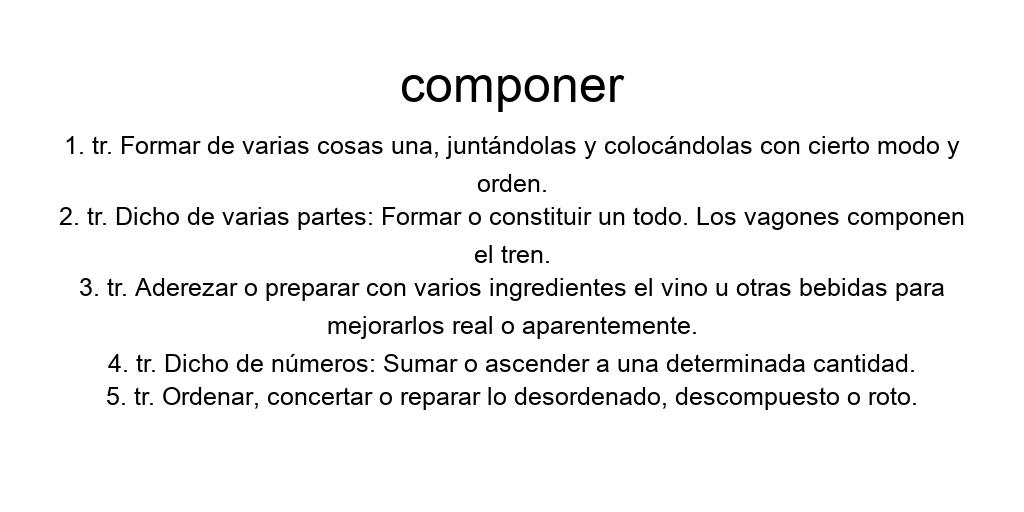 componer
1. tr. Formar de varias cosas una, juntándolas y colocándolas con cierto modo y
orden.
2. tr. Dicho de varias partes: Formar o constituir un todo. Los vagones componen
el tren.
3. tr. Aderezar o preparar con varios ingredientes el vino u otras bebidas para
mejorarlos real o aparentemente.
4. tr. Dicho de números: Sumar o ascender a una determinada cantidad.
5. tr. Ordenar, concertar o reparar lo desordenado, descompuesto o roto.